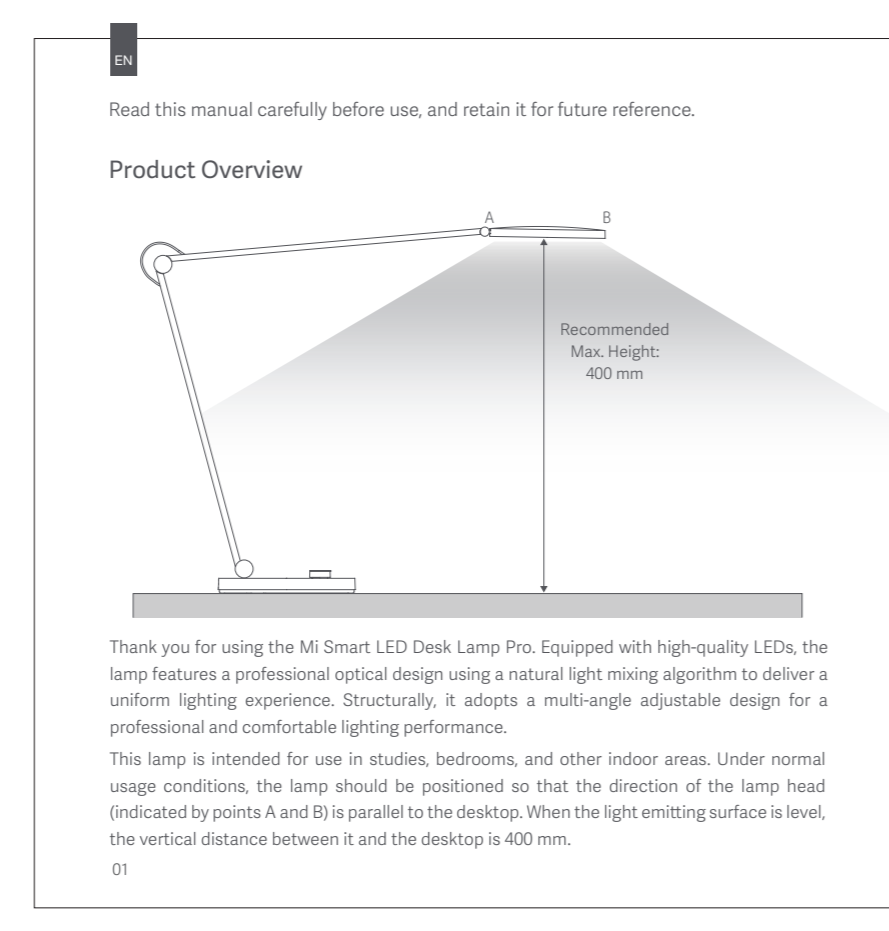 EN
Read this manual carefully before use, and retain it for future reference.
Product Overview
A B
Recommended
Max. Height:
400 mm
Thank you for using the Mi Smart LED Desk Lamp Pro. Equipped with high-quality LEDs, the
lamp features a professional optical design using a natural light mixing algorithm to deliver a
uniform lighting experience. Structurally, it adopts a multi-angle adjustable design for a
professional and comfortable lighting performance.
This lamp is intended for use in studies, bedrooms, and other indoor areas. Under normal
usage conditions, the lamp should be positioned so that the direction of the lamp head
(indicated by points A and B) is parallel to the desktop. When the light emitting surface is level,
the vertical distance between it and the desktop is 400 mm.
01